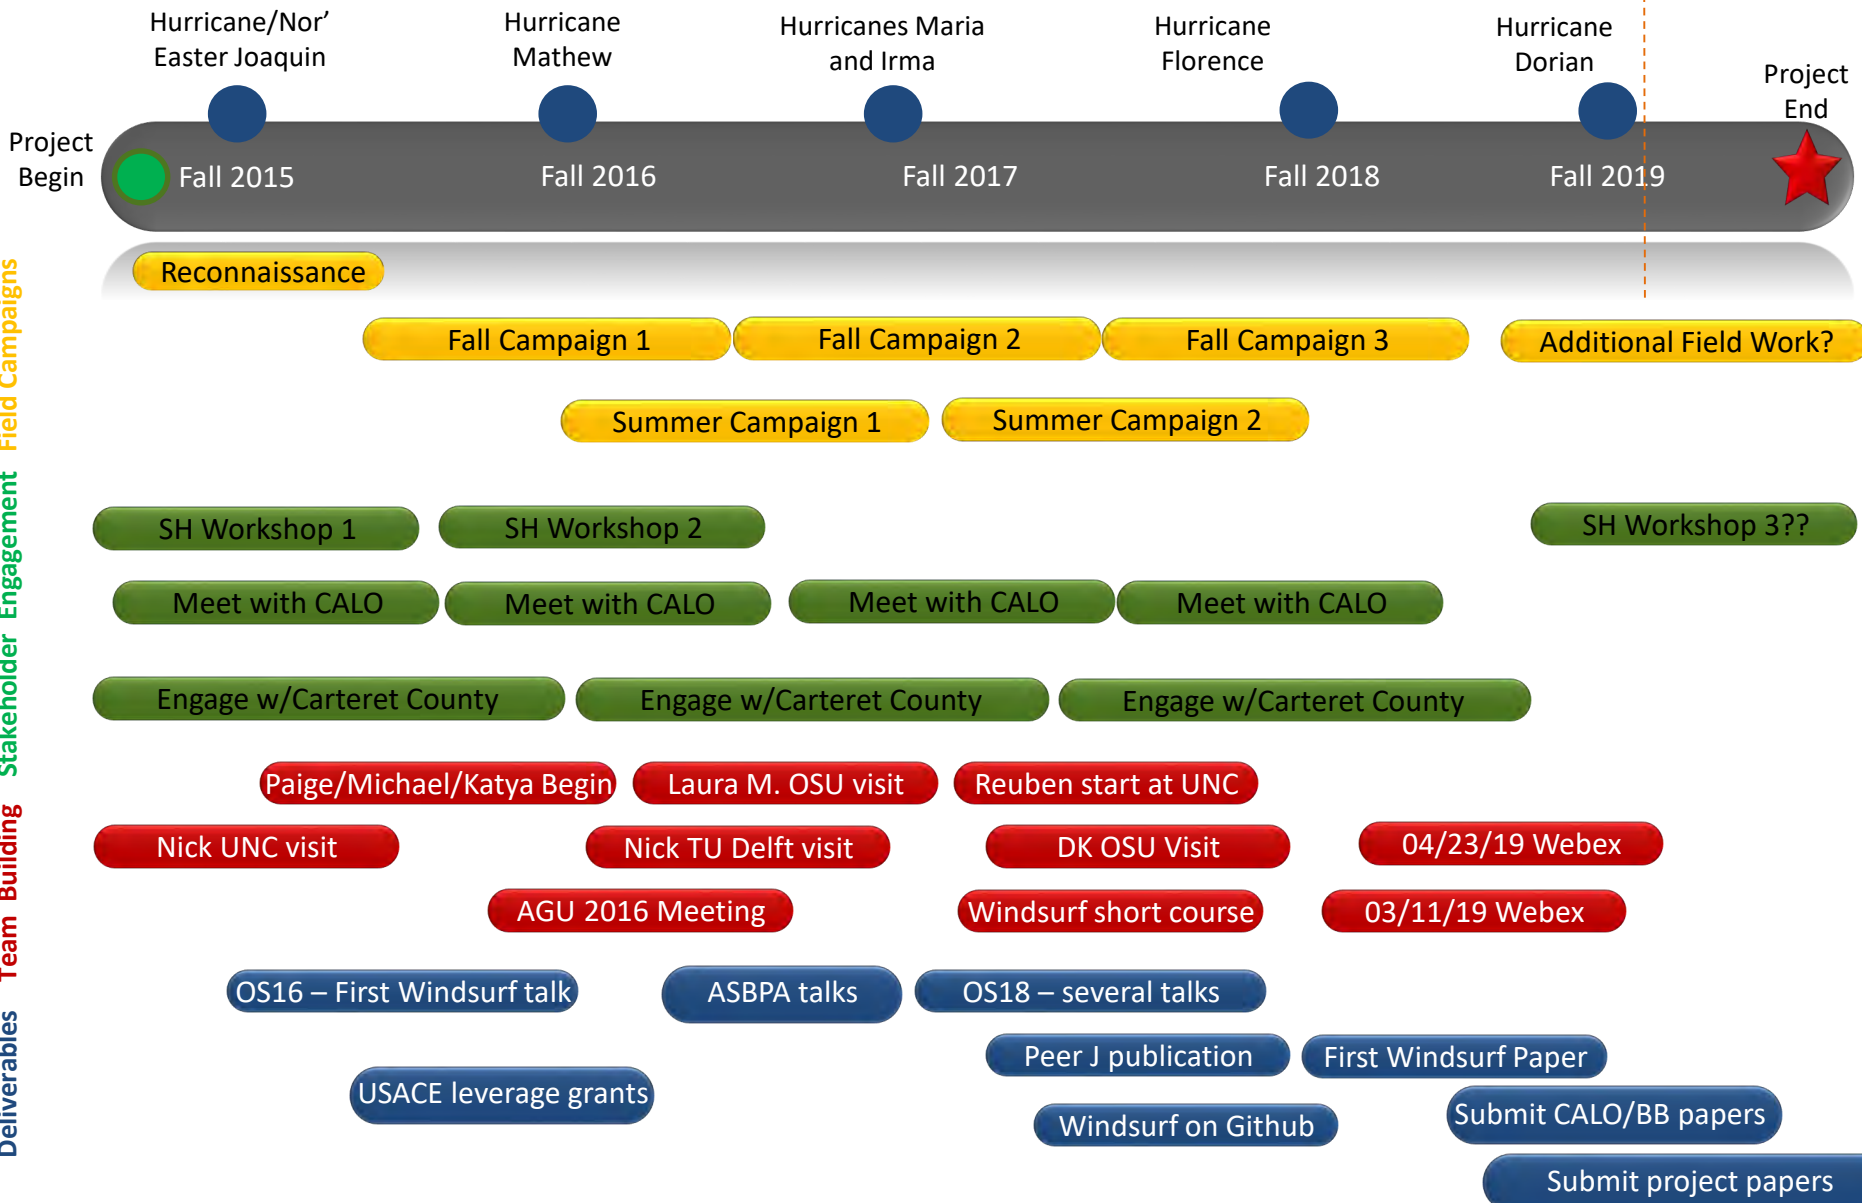 Hurricane/Nor'
Easter Joaquin
Hurricane
Mathew
Hurricanes Maria
and Irma
Hurricane
Florence
Hurricane
Dorian
Project
End
Project
Begin
Fall 2015
Fall 2016
Fall 2017
Fall 2018
Fall 2019
Field Campaigns
Reconnaissance
Fall Campaign 1
Fall Campaign 2
Fall Campaign 3
Additional Field Work?
Summer Campaign 1
Summer Campaign 2
Stakeholder Engagement
SH Workshop 1
SH Workshop 2
SH Workshop 3??
Meet with CALO
Meet with CALO
Meet with CALO
Meet with CALO
Engage w/Carteret County
Engage w/Carteret County
Engage w/Carteret County
Team Building
Paige/Michael/Katya Begin
Laura M. OSU visit
Reuben start at UNC
Nick UNC visit
Nick TU Delft visit
DK OSU Visit
04/23/19 Webex
AGU 2016 Meeting
Windsurf short course
03/11/19 Webex
Deliverables
OS16 – First Windsurf talk
ASBPA talks
OS18 – several talks
Peer J publication
First Windsurf Paper
USACE leverage grants
Windsurf on Github
Submit CALO/BB papers
Submit project papers